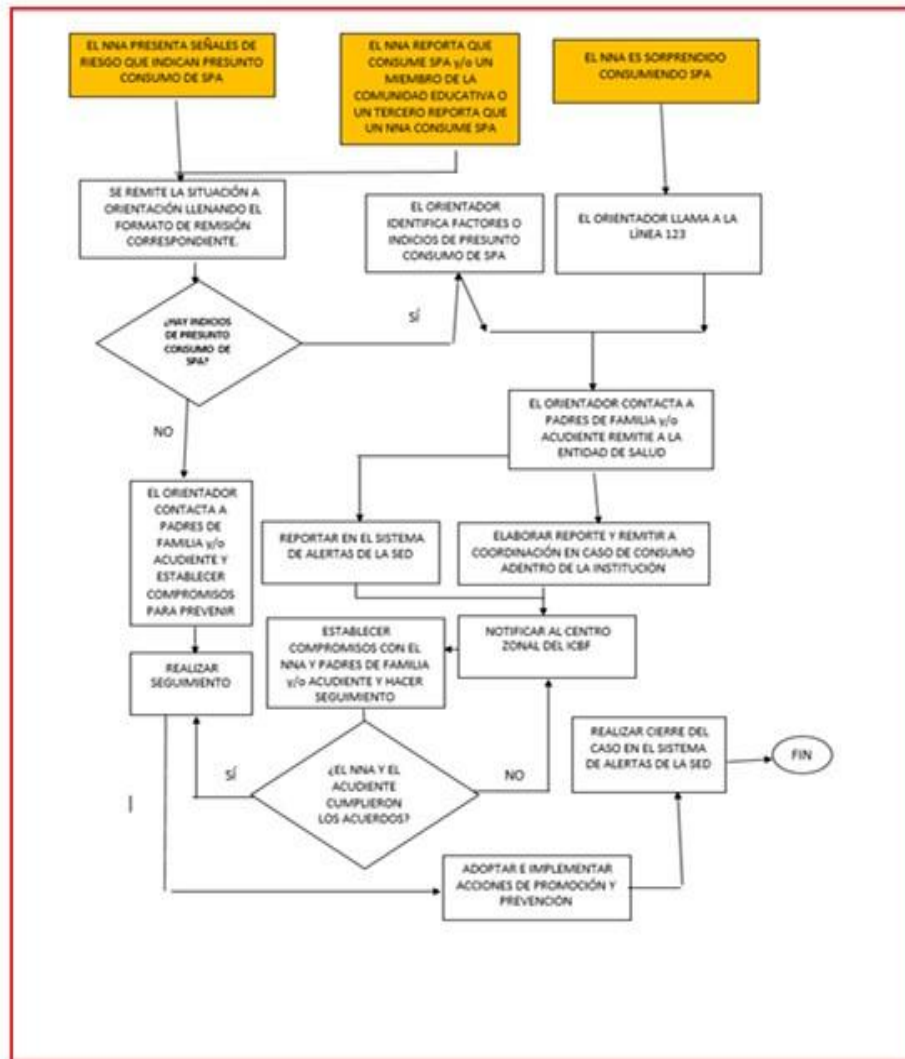 EL NNA PRESENTA SEÑALES DE
RIESGO QUE INDICAN PRESUNTO
CONSUMO DE SPA
EL NNA REPORTA QUE
CONSUME SPA y/o UN
MIEMBRO DE LA
COMUNIDAD EDUCATIVA O
UN TERCERO REPORTA QUE
UN NNA CONSUME SPA
EL NNA ES SORPRENDIDO
CONSUMIENDO SPA
SE REMITE LA SITUACIÓN A
ORIENTACIÓN LLENANDO EL
FORMATO DE REMISIÓN
CORRESPONDIENTE.
EL ORIENTADOR
IDENTIFICA FACTORES O
INDICIOS DE PRESUNTO
CONSUMO DE SPA
EL ORIENTADOR LLAMA A LA
LÍNEA 123
¿HAY INDICIOS
DE PRESUNTO
CONSUMO DE
SPA?
SÍ
NO
EL ORIENTADOR CONTACTA A
PADRES DE FAMILIA y/o
ACUDIENTE REMITIE A LA
ENTIDAD DE SALUD
EL ORIENTADOR
CONTACTA A
PADRES DE
FAMILIA y/o
ACUDIENTE Y
ESTABLECER
COMPROMISOS
PARA PREVENIR
REPORTAR EN EL SISTEMA
DE ALERTAS DE LA SED
ELABORAR REPORTE Y REMITIR A
COORDINACIÓN EN CASO DE CONSUMO
ADENTRO DE LA INSTITUCIÓN
ESTABLECER
COMPROMISOS CON EL
NNA Y PADRES DE FAMILIA
y/o ACUDIENTE Y HACER
SEGUIMIENTO
NOTIFICAR AL CENTRO
ZONAL DEL ICBF
REALIZAR
SEGUIMIENTO
¿EL NNA Y EL
ACUDIENTE
CUMPLIERON
LOS ACUERDOS?
SÍ
NO
REALIZAR CIERRE DEL
CASO EN EL SISTEMA
DE ALERTAS DE LA SED
FIN
ADOPTAR E IMPLEMENTAR
ACCIONES DE PROMOCIÓN Y
PREVENCIÓN